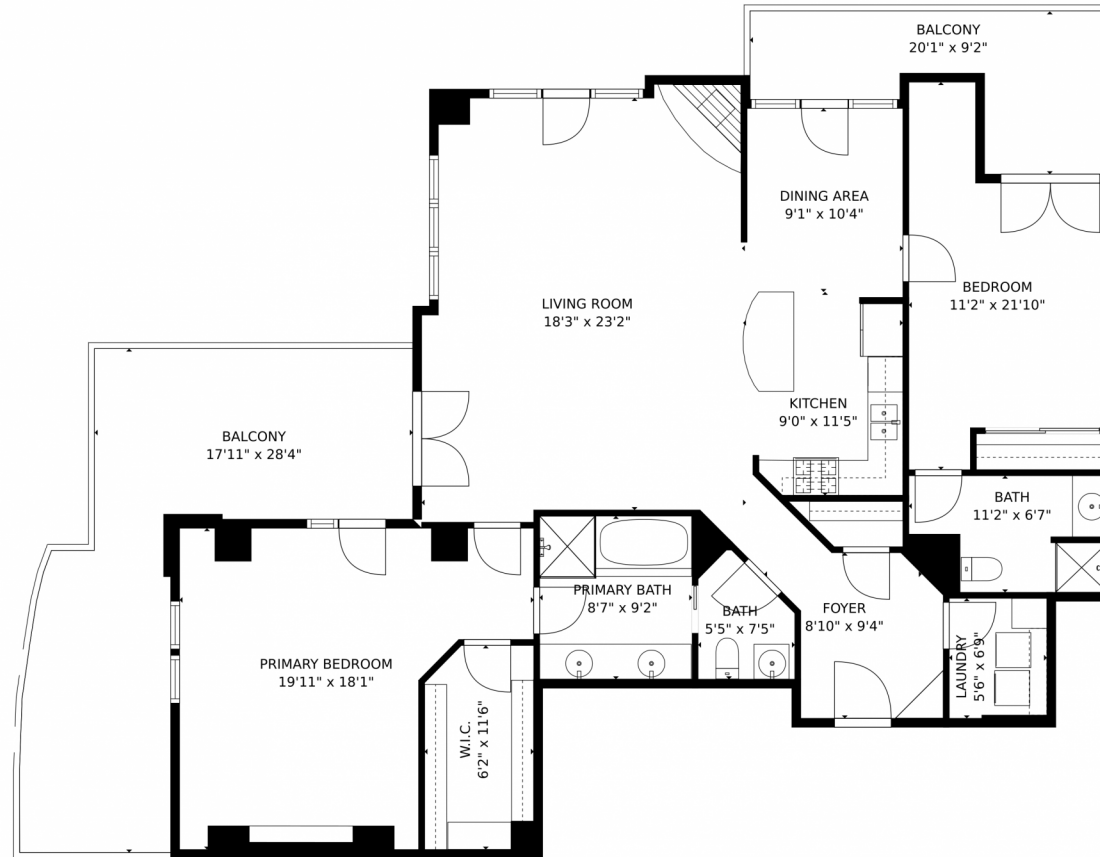 BALCONY
20'1" x 9'2"
DINING AREA
9'1" x 10'4"
LIVING ROOM
18'3" x 23'2"
BEDROOM
11'2" x 21'10"
KITCHEN
9'0" x 11'5"
BALCONY
17'11" x 28'4"
BATH
11'2" x 6'7"
PRIMARY BATH
8'7" x 9'2"
BATH
5'5" x 7'5"
FOYER
8'10" x 9'4"
LAUNDRY
5'6" x 6'9"
PRIMARY BEDROOM
19'11" x 18'1"
W.I.C.
6'2" x 11'6"